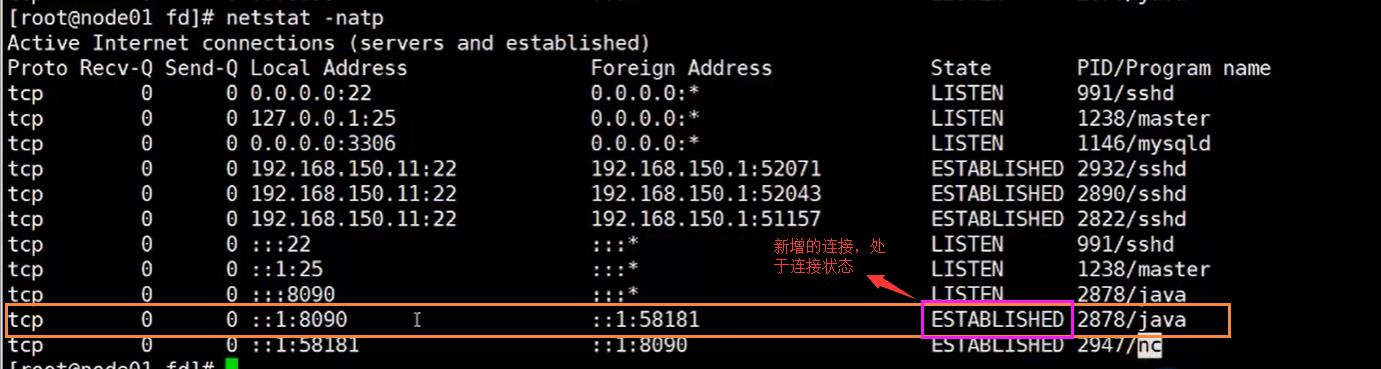 [root@node01 fd]# netstat -natp
Active Internet connections (servers and established)
Proto Recv-Q Send-Q Local Address Foreign Address State PID/Program name
tcp 0 0 0.0.0.0:22 0.0.0.0:* LISTEN 991/sshd
tcp 0 0 127.0.0.1:25 0.0.0.0:* LISTEN 1238/master
tcp 0 0 0.0.0.0:3306 0.0.0.0:* LISTEN 1146/mysqld
tcp 0 0 192.168.150.11:22 192.168.150.1:52071 ESTABLISHED 2932/sshd
tcp 0 0 192.168.150.11:22 192.168.150.1:52043 ESTABLISHED 2890/sshd
tcp 0 0 192.168.150.11:22 192.168.150.1:51157 ESTABLISHED 2822/sshd
tcp 0 0 :::22 :::* LISTEN 991/sshd
新增的连接，处
于连接状态
tcp 0 0 ::1:25 :::* LISTEN 1238/master
tcp 0 0 :::8090 :::* LISTEN 2878/java
tcp 0 0 ::1:8090 ::1:58181 ESTABLISHED 2878/java
tcp 0 0 ::1:58181 ::1:8090 ESTABLISHED 2947/nc
[root@node01 fd]#